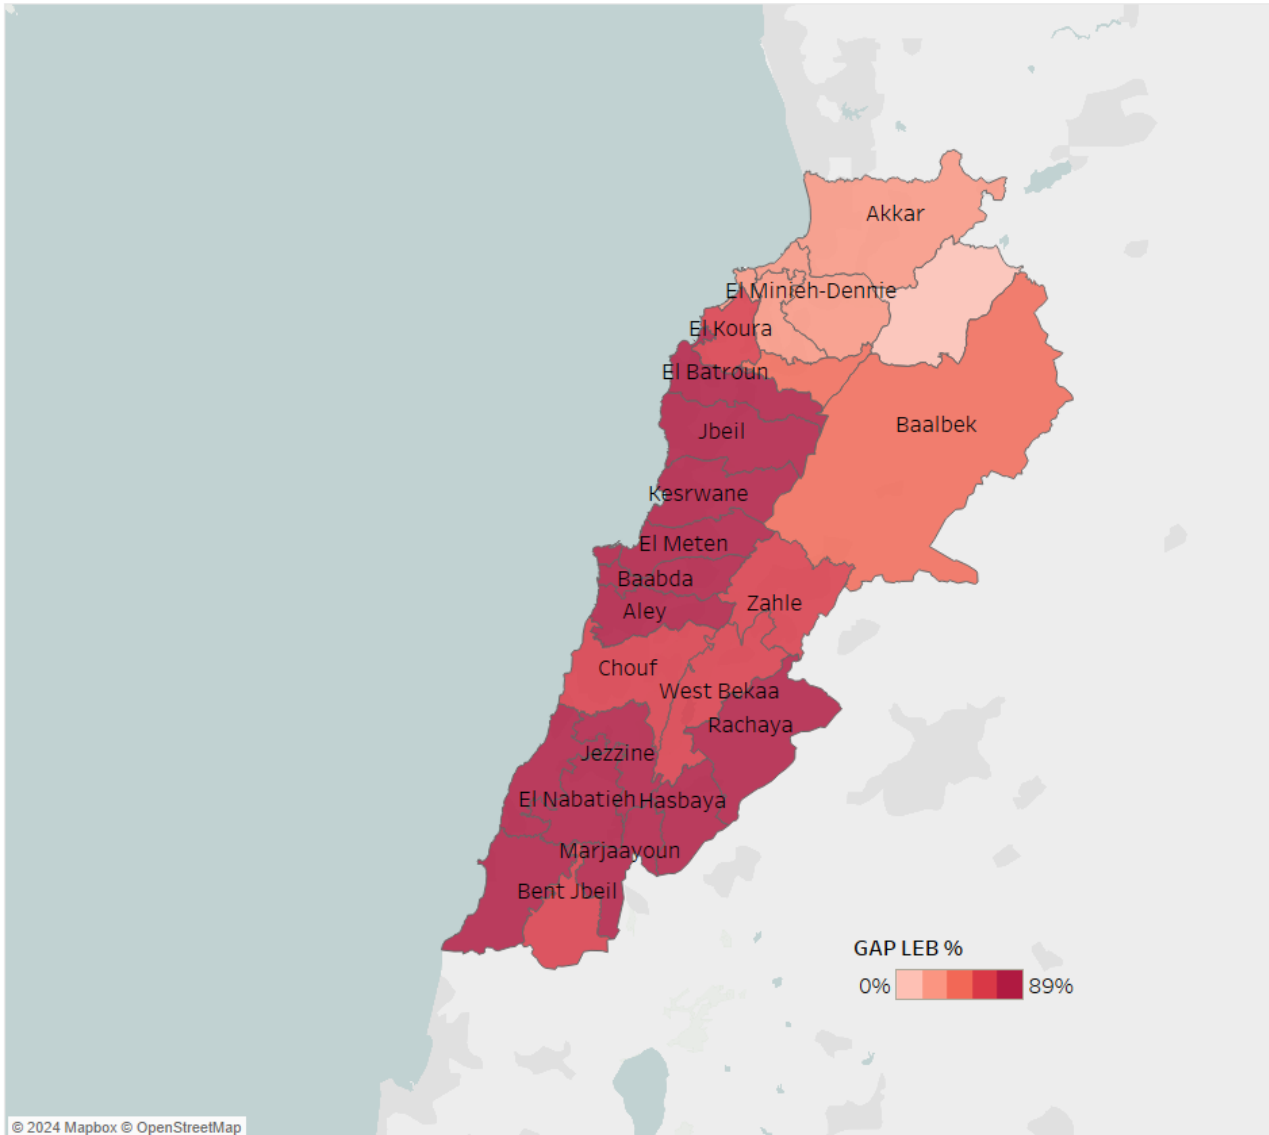 Akkar
El Minieh-Dennie
El Koura
El Batroun
Baalbek
Jbeil
Kesrwane
El Meten
Baabda
Zahle
Aley
Chouf
West Bekaa
Rachaya
Jezzine
El Nabatieh Hasbaya
Marjaayoun
Bent Jbeil
GAP LEB %
0% 89%
© 2024 Mapbox © OpenStreetMap